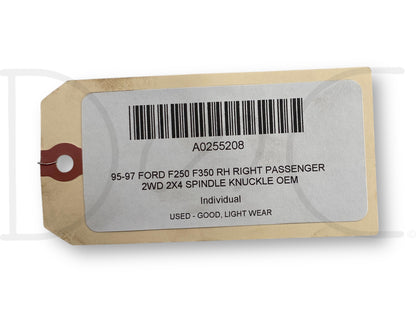 A0255208
95-97 FORD F250 F350 RH RIGHT PASSENGER
2WD 2X4 SPINDLE KNUCKLE OEM
Individual
USED - GOOD, LIGHT WEAR